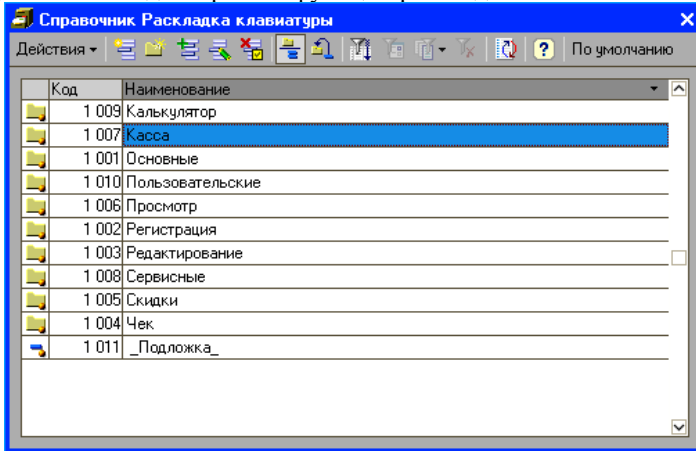 Справочник Раскладка клавиатуры
Действия По умолчанию
Код Наименование
1 009 Калькулятор
1 007 Касса
1 001 Основные
1 010 Пользовательские
1 006 Просмотр
1 002 Регистрация
1 003 Редактирование
1 008 Сервисные
1 005 Скидки
1 004 Чек
1 011 _Подложка_